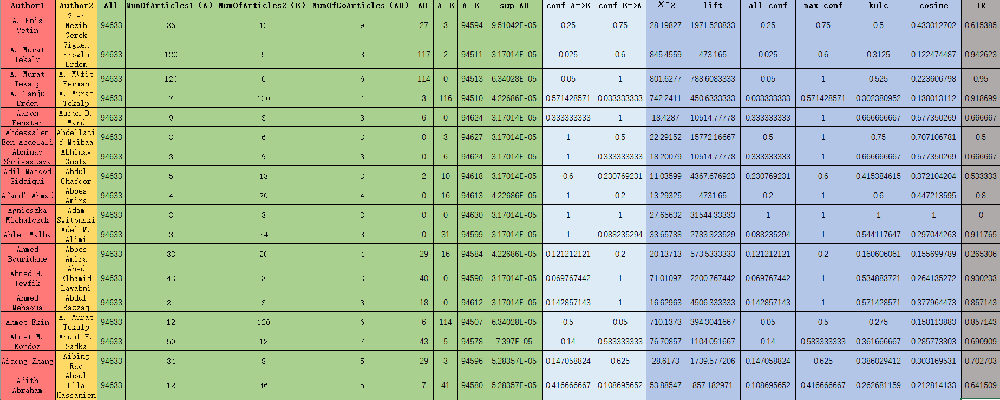 Author1 Author2 All NumOfArticles1（A） NumOfArticles2（B） NumOfCoArticles（AB） AB¯ A¯B A¯B¯ sup_AB conf_A=>B conf_B=>A χ^2 lift all_conf max_conf kulc cosine IR
A. Enis ?etin ?mer Nezih Gerek 94633 36 12 9 27 3 94594 9.51042E-05 0.25 0.75 28.19827 1971.520833 0.25 0.75 0.5 0.433012702 0.615385
A. Murat Tekalp ?igdem Eroglu Erdem 94633 120 5 3 117 2 94511 3.17014E-05 0.025 0.6 845.4559 473.165 0.025 0.6 0.3125 0.122474487 0.942623
A. Murat Tekalp A. Müfit Ferman 94633 120 6 6 114 0 94513 6.34028E-05 0.05 1 801.6277 788.6083333 0.05 1 0.525 0.223606798 0.95
A. Tanju Erdem A. Murat Tekalp 94633 7 120 4 3 116 94510 4.22686E-05 0.571428571 0.033333333 742.2411 450.6333333 0.033333333 0.571428571 0.302380952 0.138013112 0.918699
Aaron Fenster Aaron D. Ward 94633 9 3 3 6 0 94624 3.17014E-05 0.333333333 1 18.4287 10514.77778 0.333333333 1 0.666666667 0.577350269 0.666667
Abdessalem Ben Abdelali Abdellatif Mtibaa 94633 3 6 3 0 3 94627 3.17014E-05 1 0.5 22.29152 15772.16667 0.5 1 0.75 0.707106781 0.5
Abhinav Shrivastava Abhinav Gupta 94633 3 9 3 0 6 94624 3.17014E-05 1 0.333333333 18.20079 10514.77778 0.333333333 1 0.666666667 0.577350269 0.666667
Adil Masood Siddiqui Abdul Ghafoor 94633 5 13 3 2 10 94618 3.17014E-05 0.6 0.230769231 11.03599 4367.676923 0.230769231 0.6 0.415384615 0.372104204 0.533333
Afandi Ahmad Abbes Amira 94633 4 20 4 0 16 94613 4.22686E-05 1 0.2 13.29325 4731.65 0.2 1 0.6 0.447213595 0.8
Agnieszka Michalczuk Adam Switonski 94633 3 3 3 0 0 94630 3.17014E-05 1 1 27.65632 31544.33333 1 1 1 1 0
Ahlem Walha Adel M. Alimi 94633 3 34 3 0 31 94599 3.17014E-05 1 0.088235294 33.65788 2783.323529 0.088235294 1 0.544117647 0.297044263 0.911765
Ahmed Bouridane Abbes Amira 94633 33 20 4 29 16 94584 4.22686E-05 0.121212121 0.2 20.13713 573.5333333 0.121212121 0.2 0.160606061 0.155699789 0.265306
Ahmed H. Tewfik Abed Elhamid Lawabni 94633 43 3 3 40 0 94590 3.17014E-05 0.069767442 1 71.01097 2200.767442 0.069767442 1 0.534883721 0.264135272 0.930233
Ahmed Mehaoua Abdul Razzaq 94633 21 3 3 18 0 94612 3.17014E-05 0.142857143 1 16.62963 4506.333333 0.142857143 1 0.571428571 0.377964473 0.857143
Ahmet Ekin A. Murat Tekalp 94633 12 120 6 6 114 94507 6.34028E-05 0.5 0.05 710.1373 394.3041667 0.05 0.5 0.275 0.158113883 0.857143
Ahmet M. Kondoz Abdul H. Sadka 94633 50 12 7 43 5 94578 7.397E-05 0.14 0.583333333 76.70857 1104.051667 0.14 0.583333333 0.361666667 0.285773803 0.690909
Aidong Zhang Aibing Rao 94633 34 8 5 29 3 94596 5.28357E-05 0.147058824 0.625 28.6173 1739.577206 0.147058824 0.625 0.386029412 0.303169531 0.702703
Ajith Abraham Aboul Ella Hassanien 94633 12 46 5 7 41 94580 5.28357E-05 0.416666667 0.108695652 53.88547 857.182971 0.108695652 0.416666667 0.262681159 0.212814133 0.641509